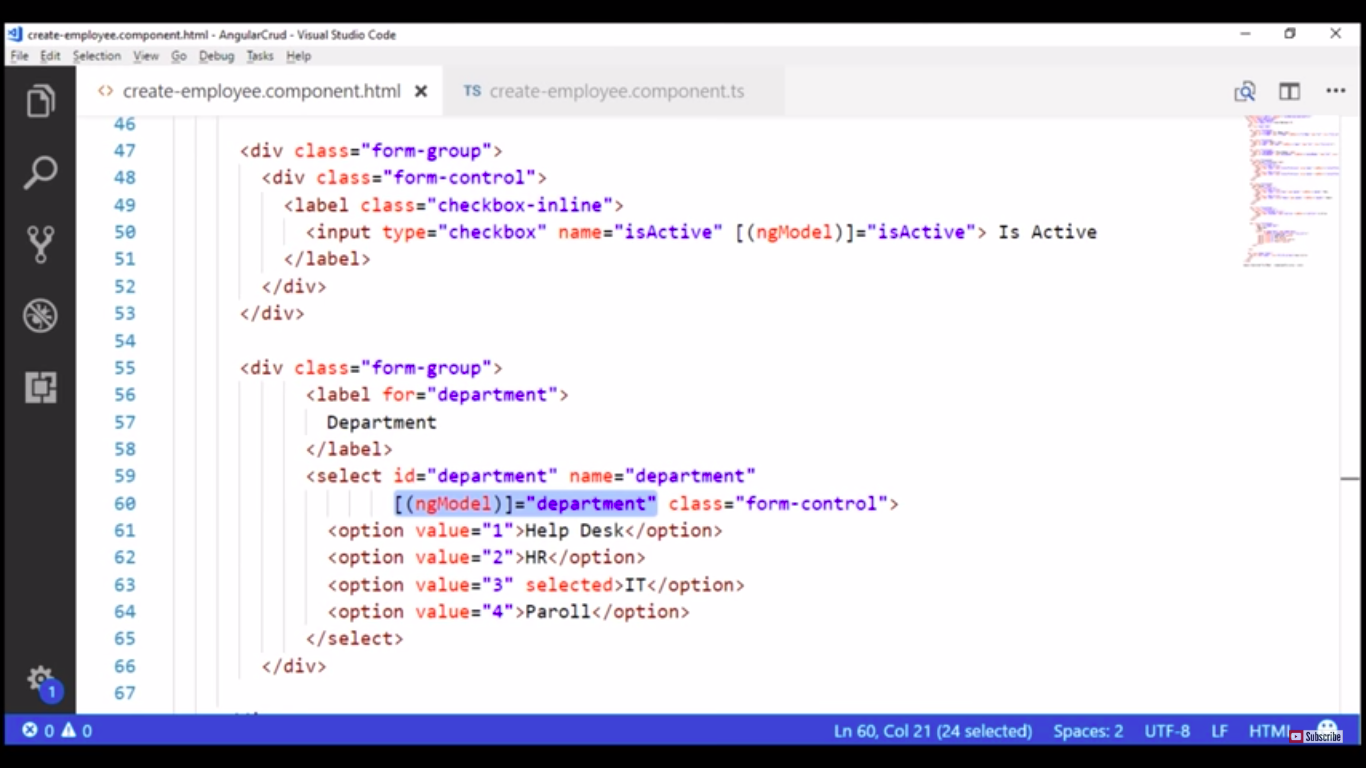 create-employee.component.html - AngularCrud - Visual Studio Code
File Edit Selection View Go Debug Tasks Help
<> create-employee.component.html × TS create-employee.component.ts
46
47 <div class="form-group">
48 <div class="form-control">
49 <label class="checkbox-inline">
50 <input type="checkbox" name="isActive" [(ngModel)]="isActive"> Is Active
51 </label>
52 </div>
53 </div>
54
55 <div class="form-group">
56 <label for="department">
57 Department
58 </label>
59 <select id="department" name="department"
60 [(ngModel)]="department" class="form-control">
61 <option value="1">Help Desk</option>
62 <option value="2">HR</option>
63 <option value="3" selected>IT</option>
64 <option value="4">Paroll</option>
65 </select>
66 </div>
67
1
0 0 Ln 60, Col 21 (24 selected) Spaces: 2 UTF-8 LF HTML
Subscribe